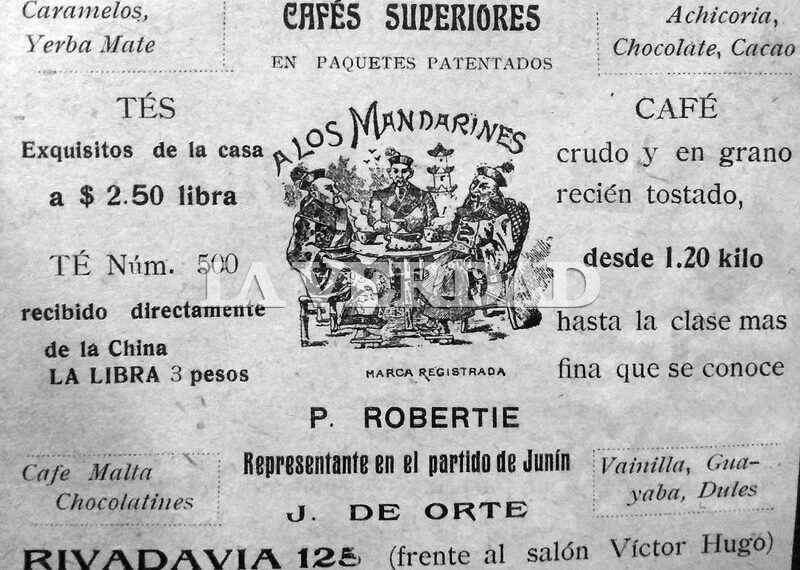 Caramelos,
Yerba Mate
CAFÉS SUPERIORES
EN PAQUETES PATENTADOS
Achicoria,
Chocolate, Cacao
TÉS
Exquisitos de la casa
a $ 2.50 libra
TÉ Núm. 500
recibido directamente
de la China
LA LIBRA 3 pesos
A LOS MANDARINES
MARCA REGISTRADA
CAFÉ
crudo y en grano
recién tostado,
desde 1.20 kilo
hasta la clase mas
fina que se conoce
LA VERDAD
P. ROBERTIE
Representante en el partido de Junín
J. DE ORTE
Cafe Malta
Chocolatines
Vainilla, Gua-
yaba, Dules
RIVADAVIA 125 (frente al salón Víctor Hugo)